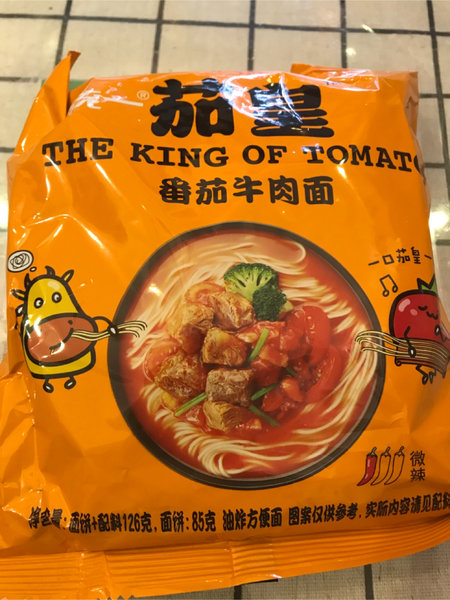 ®
茄皇
THE KING OF TOMATO
番茄牛肉面
一口茄皇一
微辣
净含量:面饼+配料126克,面饼:85克 油炸方便面 图案仅供参考,实际内容请见配料